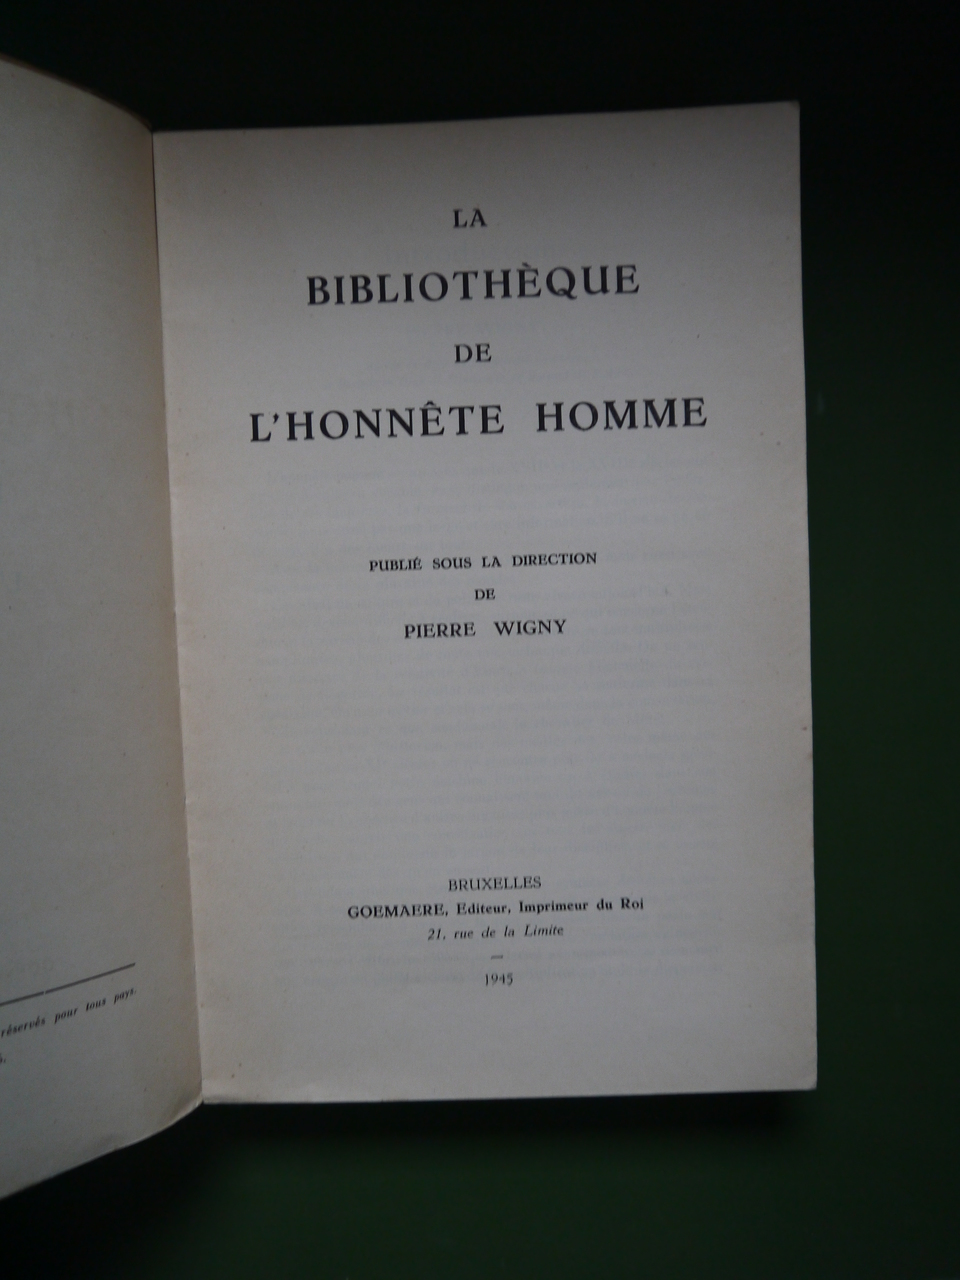 LA
BIBLIOTHÈQUE
DE
L'HONNÊTE HOMME
PUBLIÉ SOUS LA DIRECTION
DE
PIERRE WIGNY
BRUXELLES
GOEMAERE, Editeur, Imprimeur du Roi
21, rue de la Limite
1945
réservés pour tous pays.